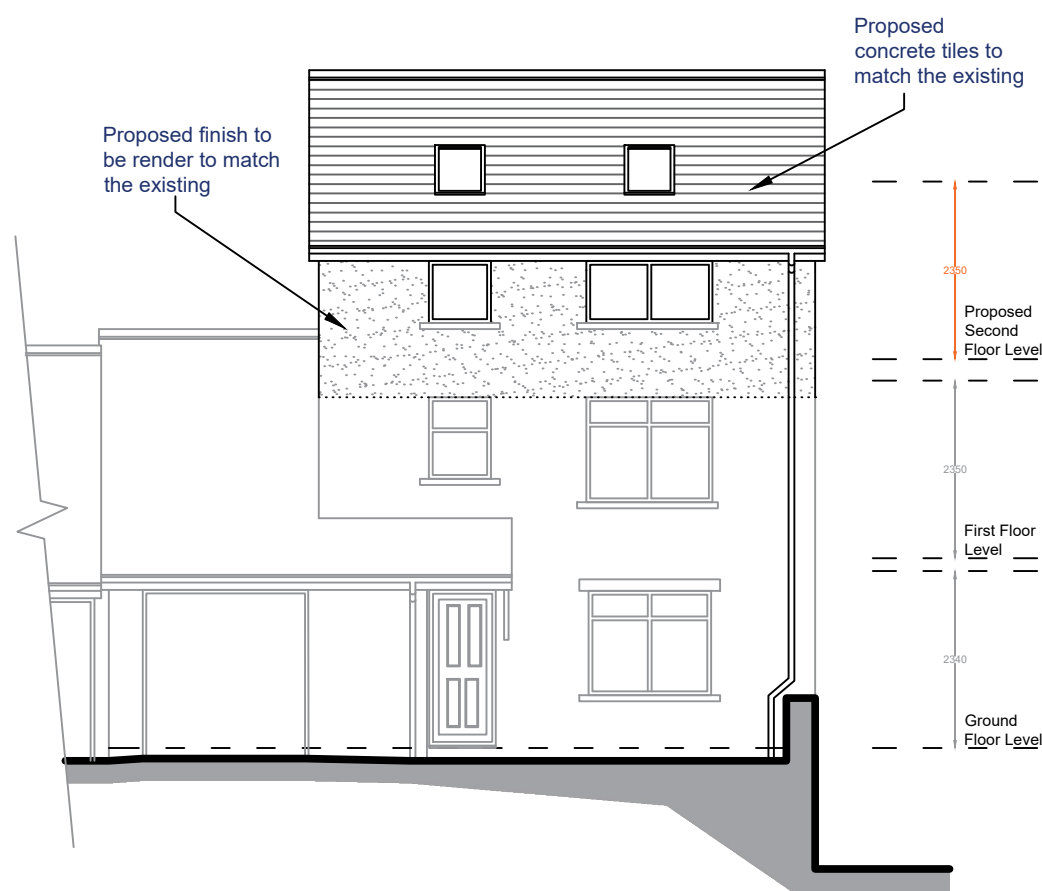 Proposed
concrete tiles to
match the existing
Proposed finish to
be render to match
the existing
2350
Proposed
Second
Floor Level
2350
First Floor
Level
2340
Ground
Floor Level